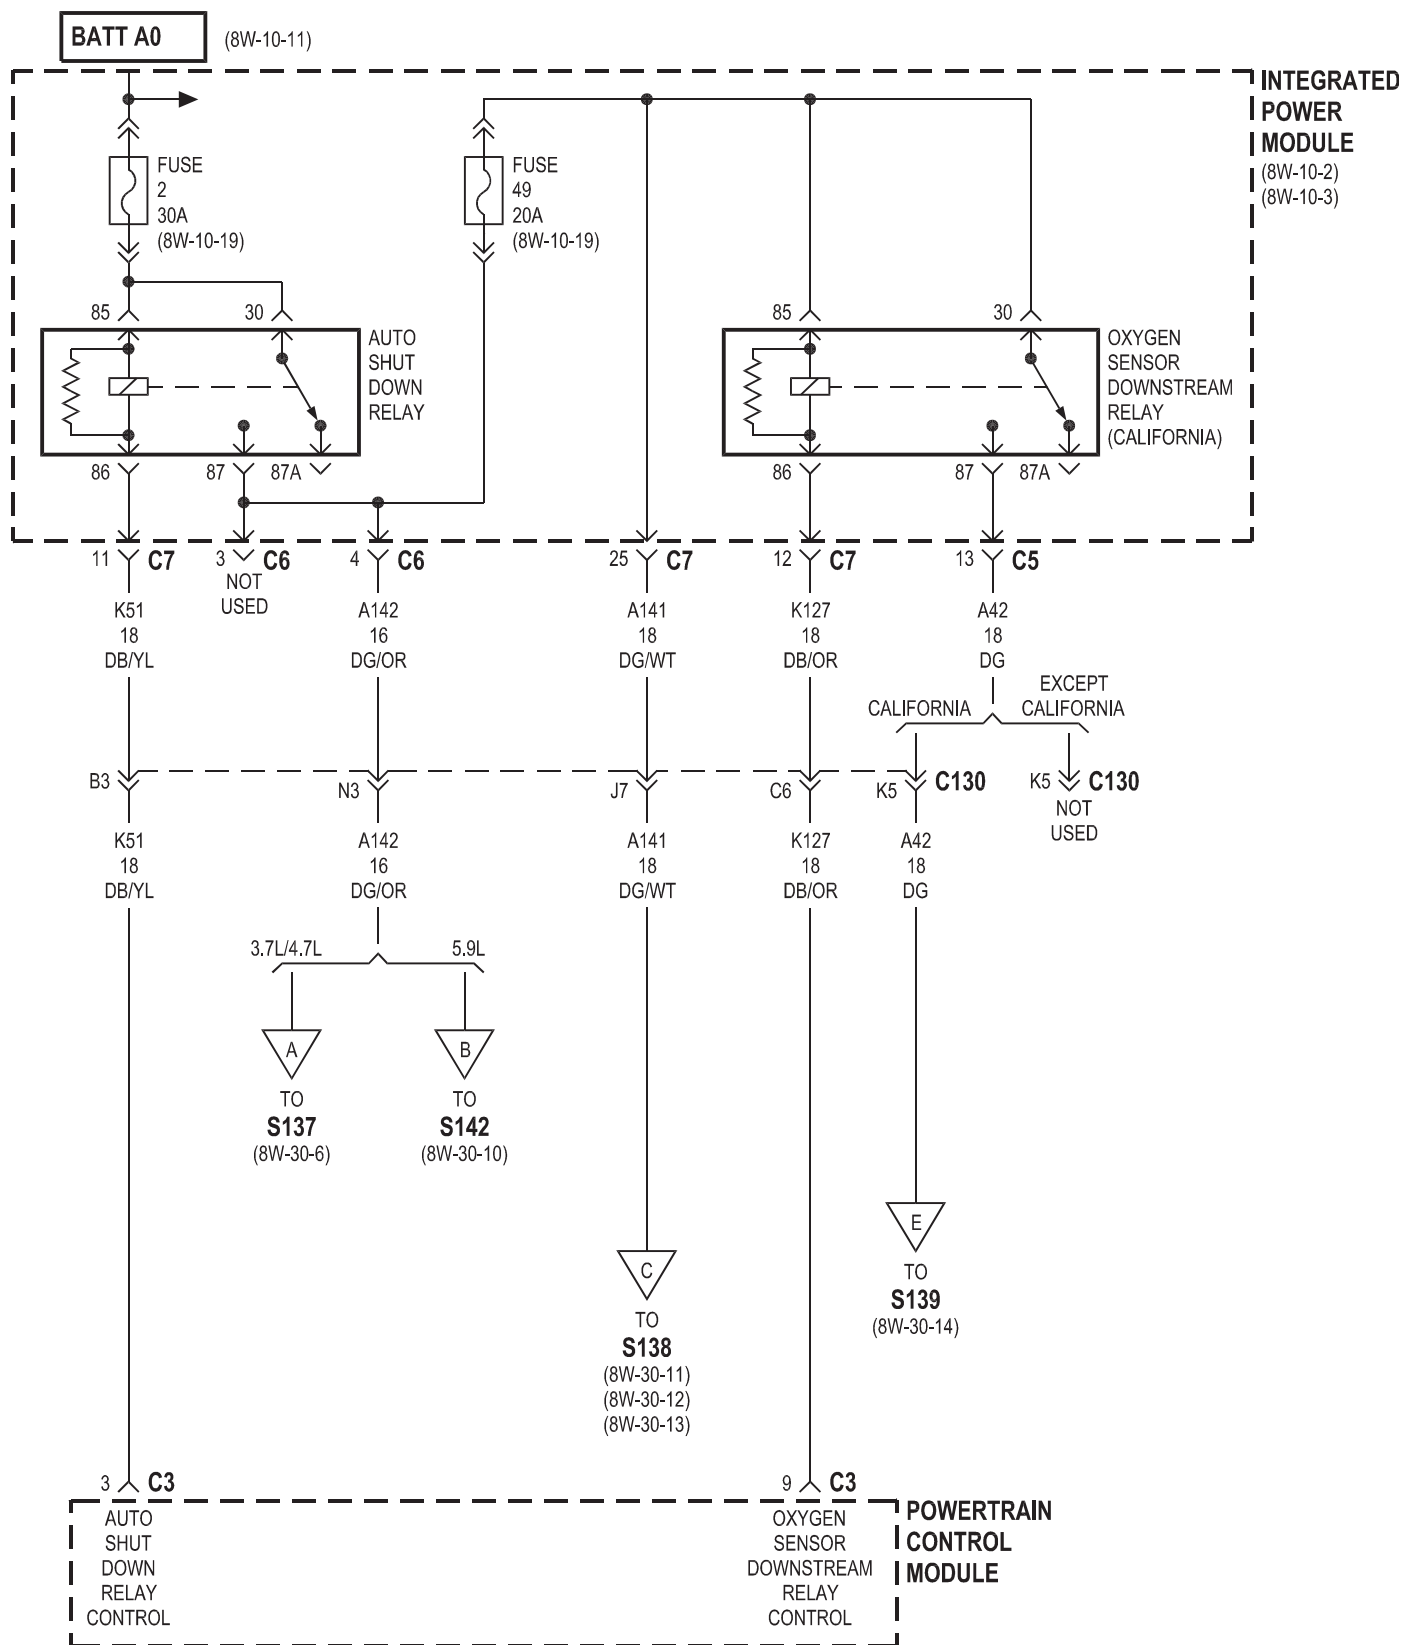 BATT A0 (8W-10-11)
INTEGRATED
POWER
MODULE
(8W-10-2)
(8W-10-3)
FUSE
2
30A
(8W-10-19)
FUSE
49
20A
(8W-10-19)
85 30
AUTO
SHUT
DOWN
RELAY
86 87 87A
85 30
OXYGEN
SENSOR
DOWNSTREAM
RELAY
(CALIFORNIA)
86 87 87A
11 C7 3 C6 4 C6 25 C7 12 C7 13 C5
NOT
USED
K51
18
DB/YL
A142
16
DG/OR
A141
18
DG/WT
K127
18
DB/OR
A42
18
DG
CALIFORNIA
EXCEPT
CALIFORNIA
B3 N3 J7 C6 K5 C130 K5 C130
NOT
USED
K51
18
DB/YL
A142
16
DG/OR
A141
18
DG/WT
K127
18
DB/OR
A42
18
DG
3.7L/4.7L 5.9L
A
TO
S137
(8W-30-6)
B
TO
S142
(8W-30-10)
E
TO
S139
(8W-30-14)
C
TO
S138
(8W-30-11)
(8W-30-12)
(8W-30-13)
3 C3 9 C3
AUTO
SHUT
DOWN
RELAY
CONTROL
OXYGEN
SENSOR
DOWNSTREAM
RELAY
CONTROL
POWERTRAIN
CONTROL
MODULE